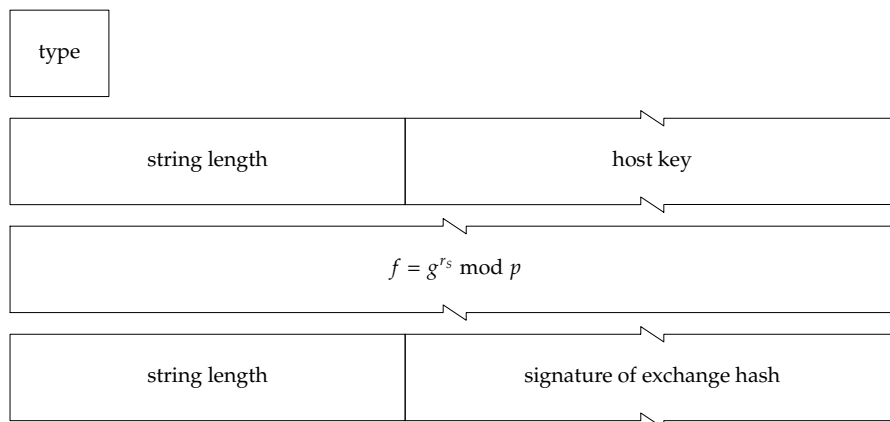 type
string length host key
f = g^{r_s} mod p
string length signature of exchange hash